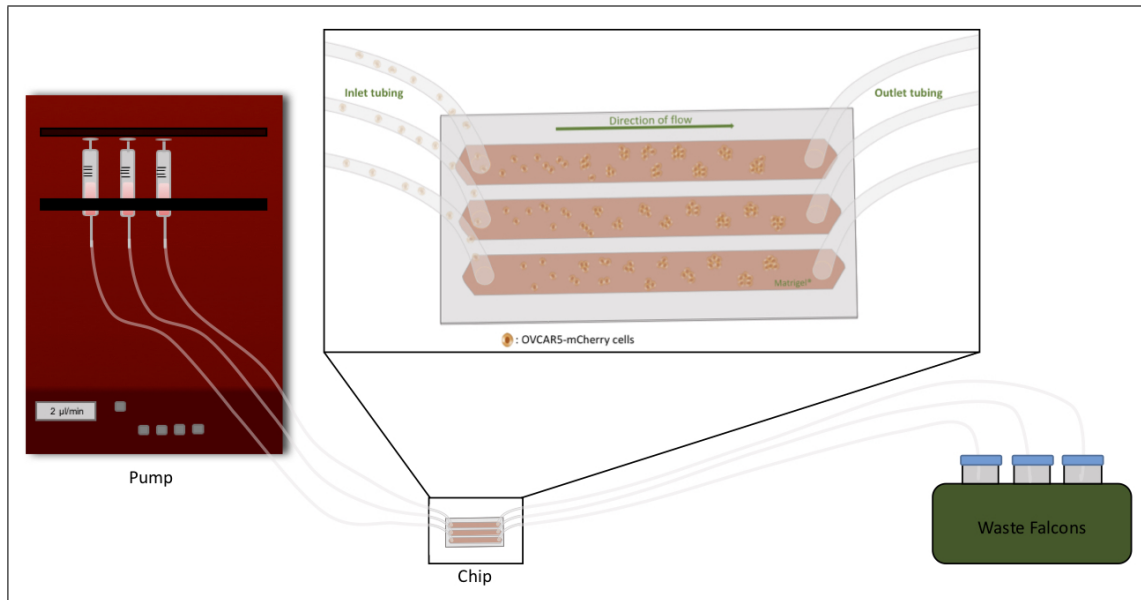 Inlet tubing
Outlet tubing
Direction of flow
Matrigel®
: OVCAR5-mCherry cells
2 µl/min
Pump
Chip
Waste Falcons